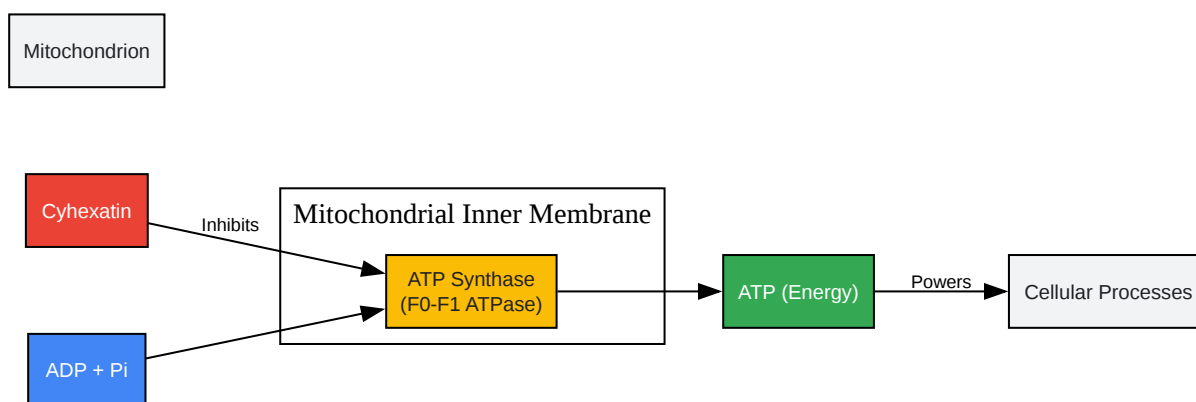 Mitochondrion
Cyhexatin
Inhibits
Mitochondrial Inner Membrane
ATP Synthase
(F0-F1 ATPase)
ATP (Energy)
Powers
Cellular Processes
ADP + Pi